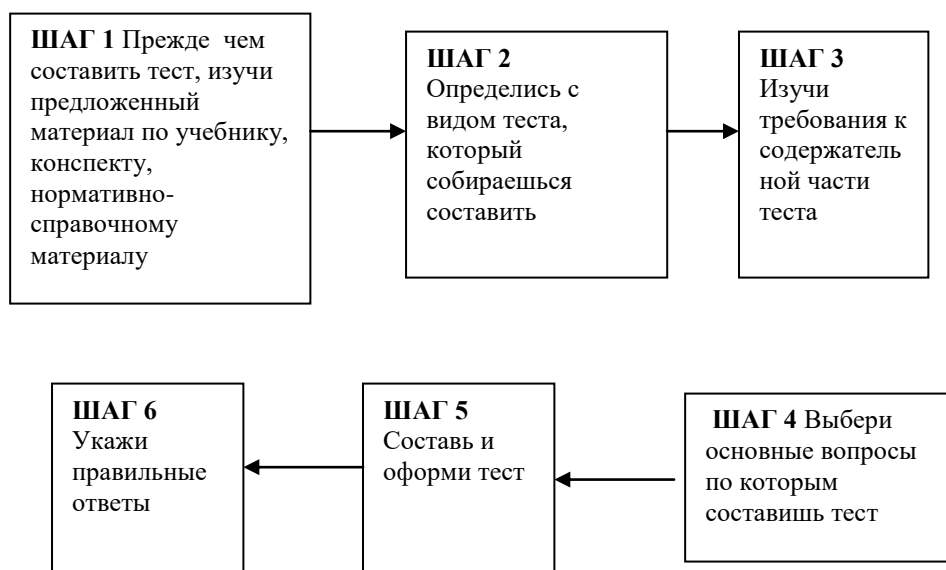 ШАГ 1 Прежде чем
составить тест, изучи
предложенный
материал по учебнику,
конспекту,
нормативно-
справочному
материалу
ШАГ 2
Определись с
видом теста,
который
собираешься
составить
ШАГ 3
Изучи
требования к
содержатель
ной части
теста
ШАГ 4 Выбери
основные вопросы
по которым
составишь тест
ШАГ 5
Составь и
оформи тест
ШАГ 6
Укажи
правильные
ответы